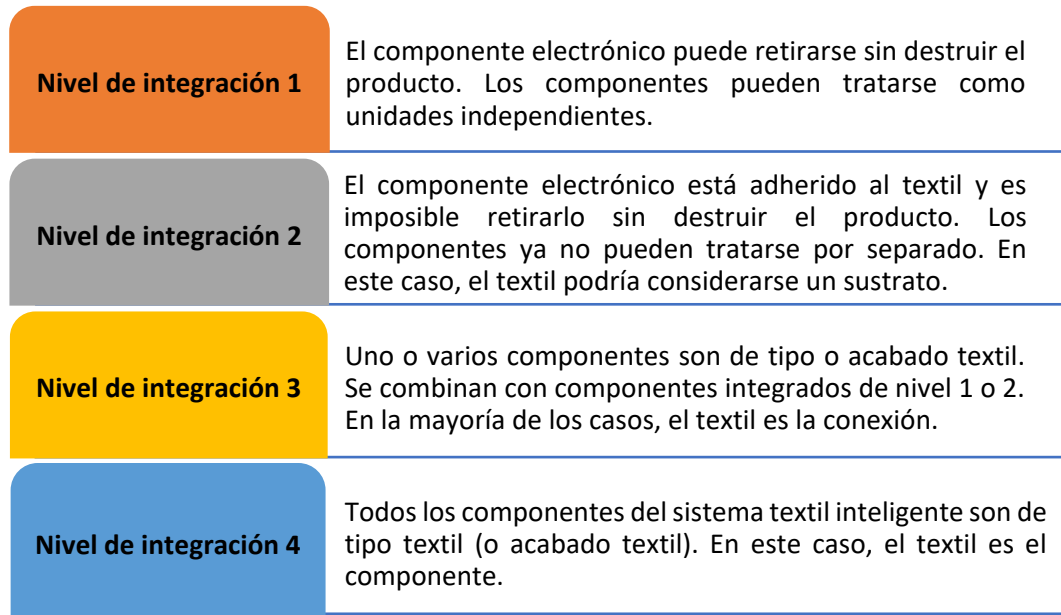 Nivel de integración 1
El componente electrónico puede retirarse sin destruir el
producto. Los componentes pueden tratarse como
unidades independientes.
Nivel de integración 2
El componente electrónico está adherido al textil y es
imposible retirarlo sin destruir el producto. Los
componentes ya no pueden tratarse por separado. En
este caso, el textil podría considerarse un sustrato.
Nivel de integración 3
Uno o varios componentes son de tipo o acabado textil.
Se combinan con componentes integrados de nivel 1 o 2.
En la mayoría de los casos, el textil es la conexión.
Nivel de integración 4
Todos los componentes del sistema textil inteligente son de
tipo textil (o acabado textil). En este caso, el textil es el
componente.